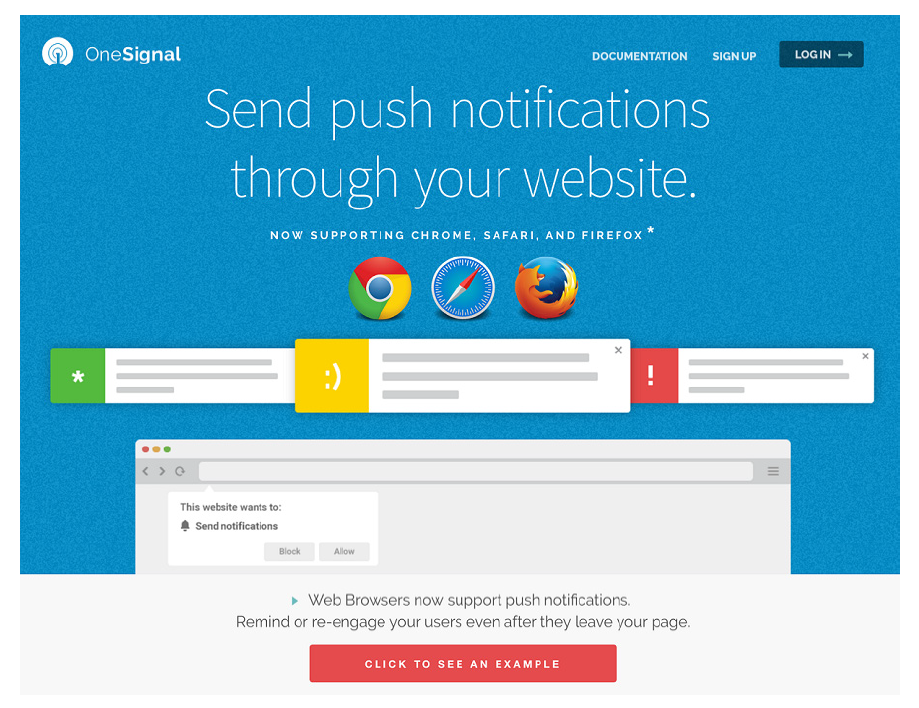 OneSignal
DOCUMENTATION
SIGN UP
LOG IN →
Send push notifications
through your website.
NOW SUPPORTING CHROME, SAFARI, AND FIREFOX *
*
:)
!
This website wants to:
Send notifications
Block
Allow
Web Browsers now support push notifications.
Remind or re-engage your users even after they leave your page.
CLICK TO SEE AN EXAMPLE